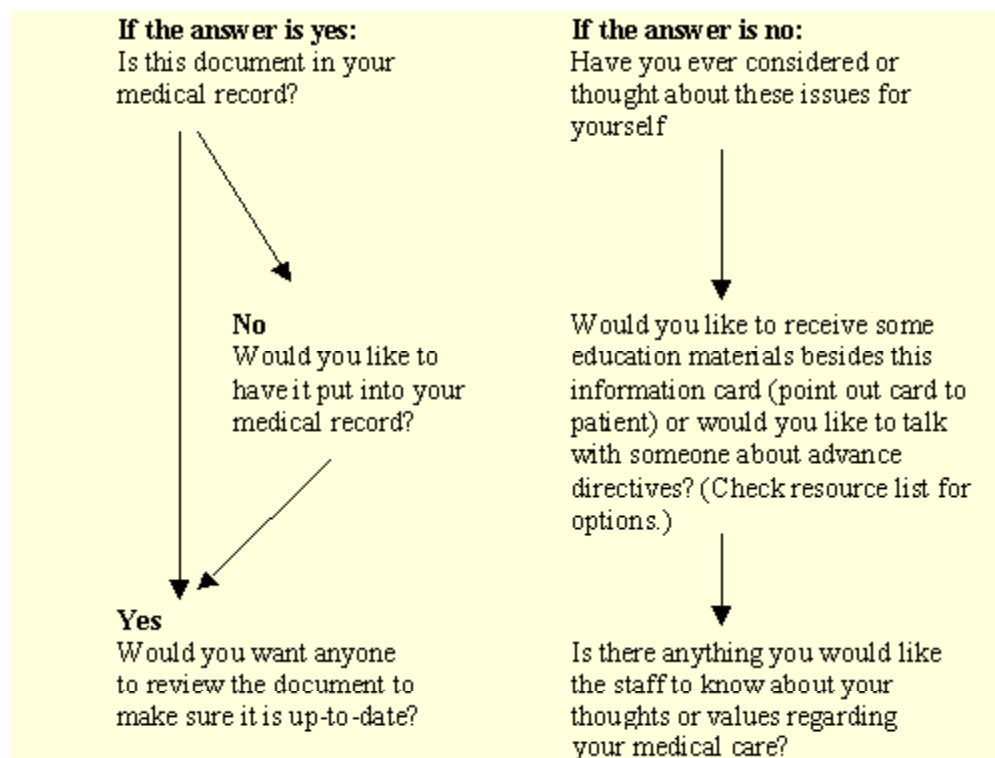 If the answer is yes:
Is this document in your
medical record?
No
Would you like to
have it put into your
medical record?
Yes
Would you want anyone
to review the document to
make sure it is up-to-date?
If the answer is no:
Have you ever considered or
thought about these issues for
yourself
Would you like to receive some
education materials besides this
information card (point out card to
patient) or would you like to talk
with someone about advance
directives? (Check resource list for
options.)
Is there anything you would like
the staff to know about your
thoughts or values regarding
your medical care?